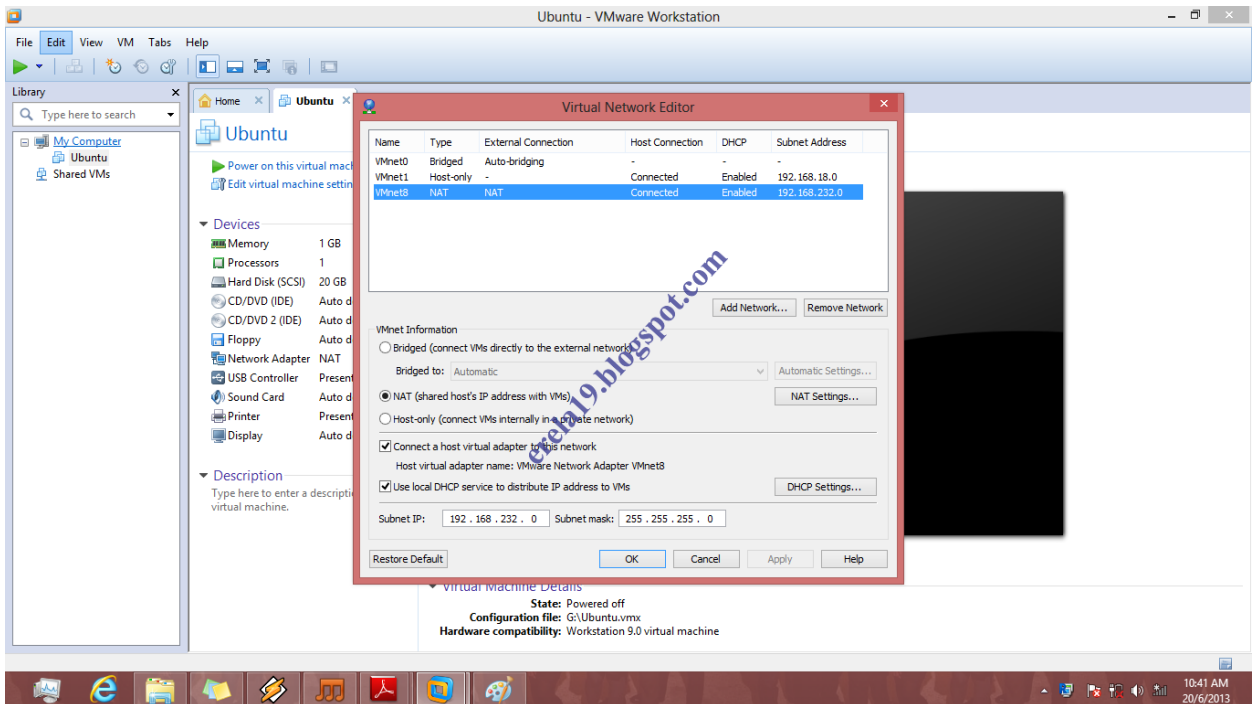 Ubuntu - VMware Workstation
File Edit View VM Tabs Help
Library
Type here to search
My Computer
Ubuntu
Shared VMs
Home
Ubuntu
Ubuntu
Power on this virtual mach
Edit virtual machine settin
Devices
Memory 1 GB
Processors 1
Hard Disk (SCSI) 20 GB
CD/DVD (IDE) Auto d
CD/DVD 2 (IDE) Auto d
Floppy Auto d
Network Adapter NAT
USB Controller Present
Sound Card Auto d
Printer Present
Display Auto d
Description
Type here to enter a descripti
virtual machine.
Virtual Network Editor
Name Type External Connection Host Connection DHCP Subnet Address
VMnet0 Bridged Auto-bridging - - -
VMnet1 Host-only - Connected Enabled 192.168.18.0
VMnet8 NAT NAT Connected Enabled 192.168.232.0
Add Network... Remove Network
VMnet Information
Bridged (connect VMs directly to the external network)
Bridged to: Automatic Automatic Settings...
NAT (shared host's IP address with VMs) NAT Settings...
Host-only (connect VMs internally in a private network)
Connect a host virtual adapter to this network
Host virtual adapter name: VMware Network Adapter VMnet8
Use local DHCP service to distribute IP address to VMs DHCP Settings...
Subnet IP: 192 . 168 . 232 . 0 Subnet mask: 255 . 255 . 255 . 0
Restore Default OK Cancel Apply Help
erela19.blogspot.com
Virtual Machine Details
State: Powered off
Configuration file: G:\Ubuntu.vmx
Hardware compatibility: Workstation 9.0 virtual machine
10:41 AM
20/6/2013